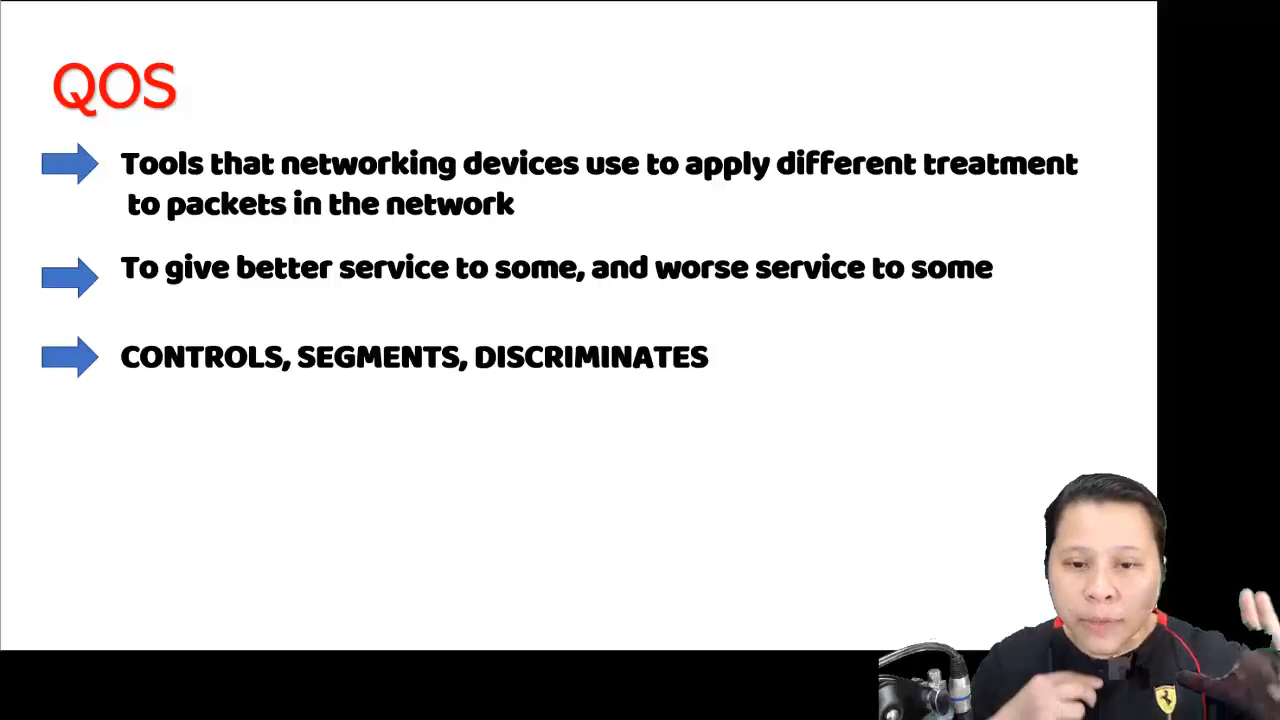 QOS
Tools that networking devices use to apply different treatment
to packets in the network
To give better service to some, and worse service to some
CONTROLS, SEGMENTS, DISCRIMINATES